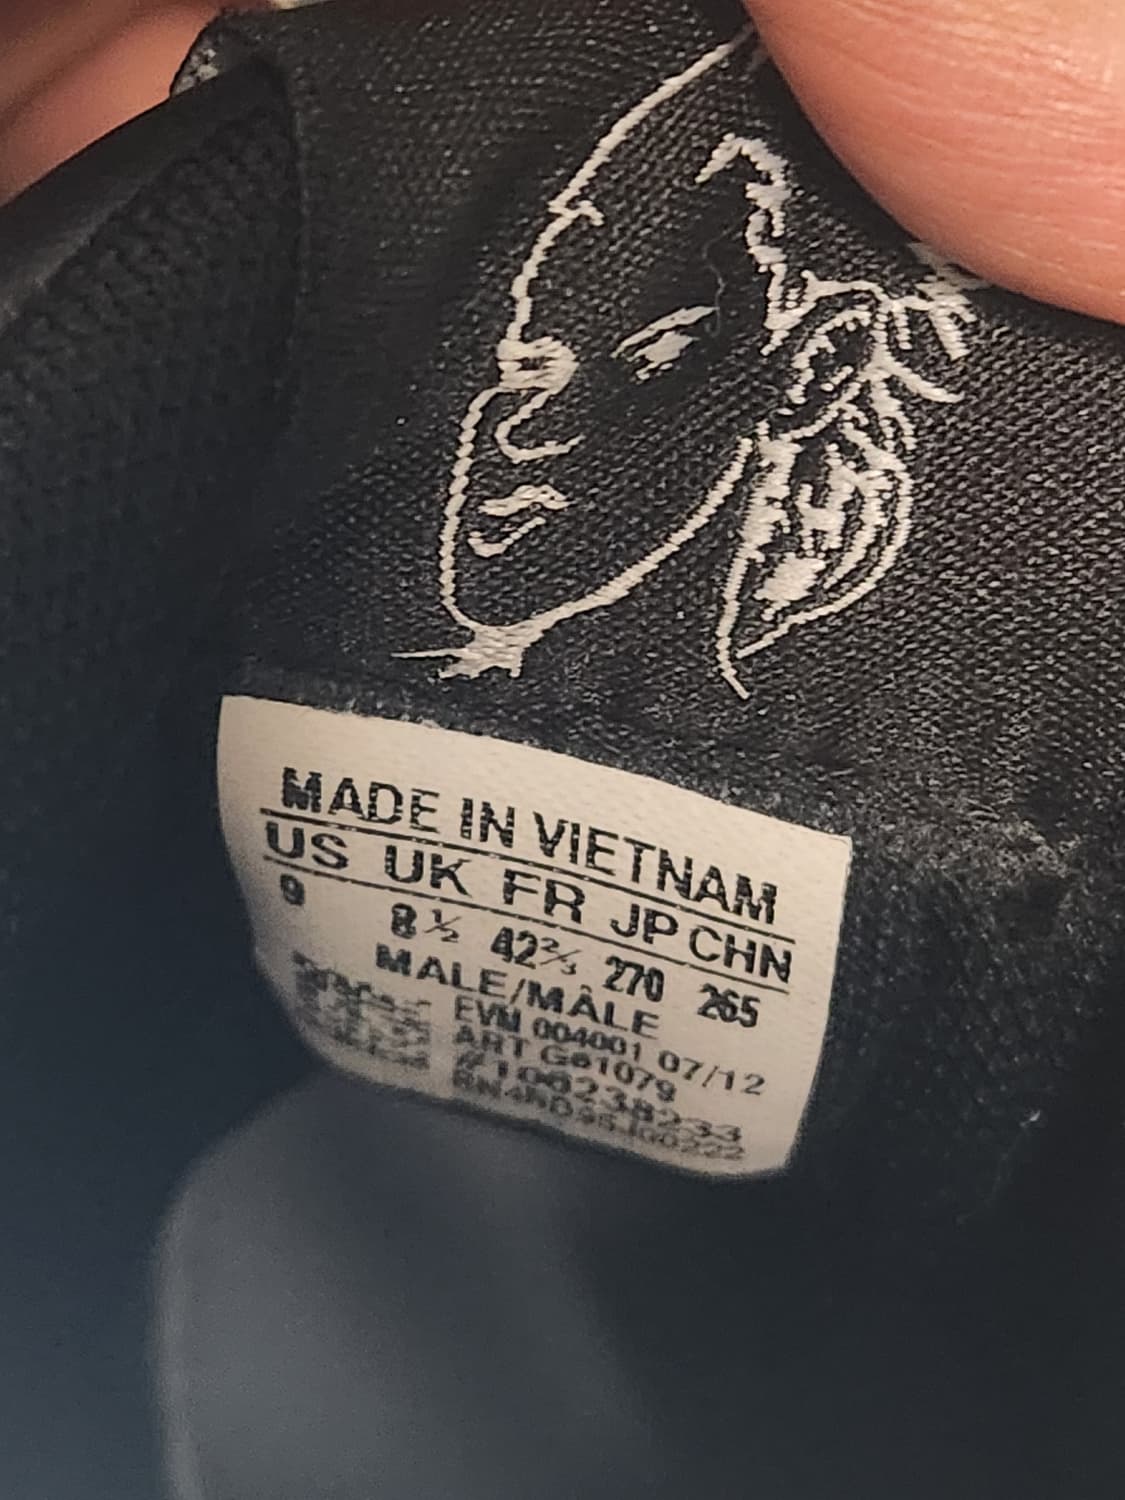 MADE IN VIETNAM
US UK FR JP CHN
9 8½ 42⅔ 270 265
MALE/MÂLE
EVM 004001 07/12
ART G61079
#106238233